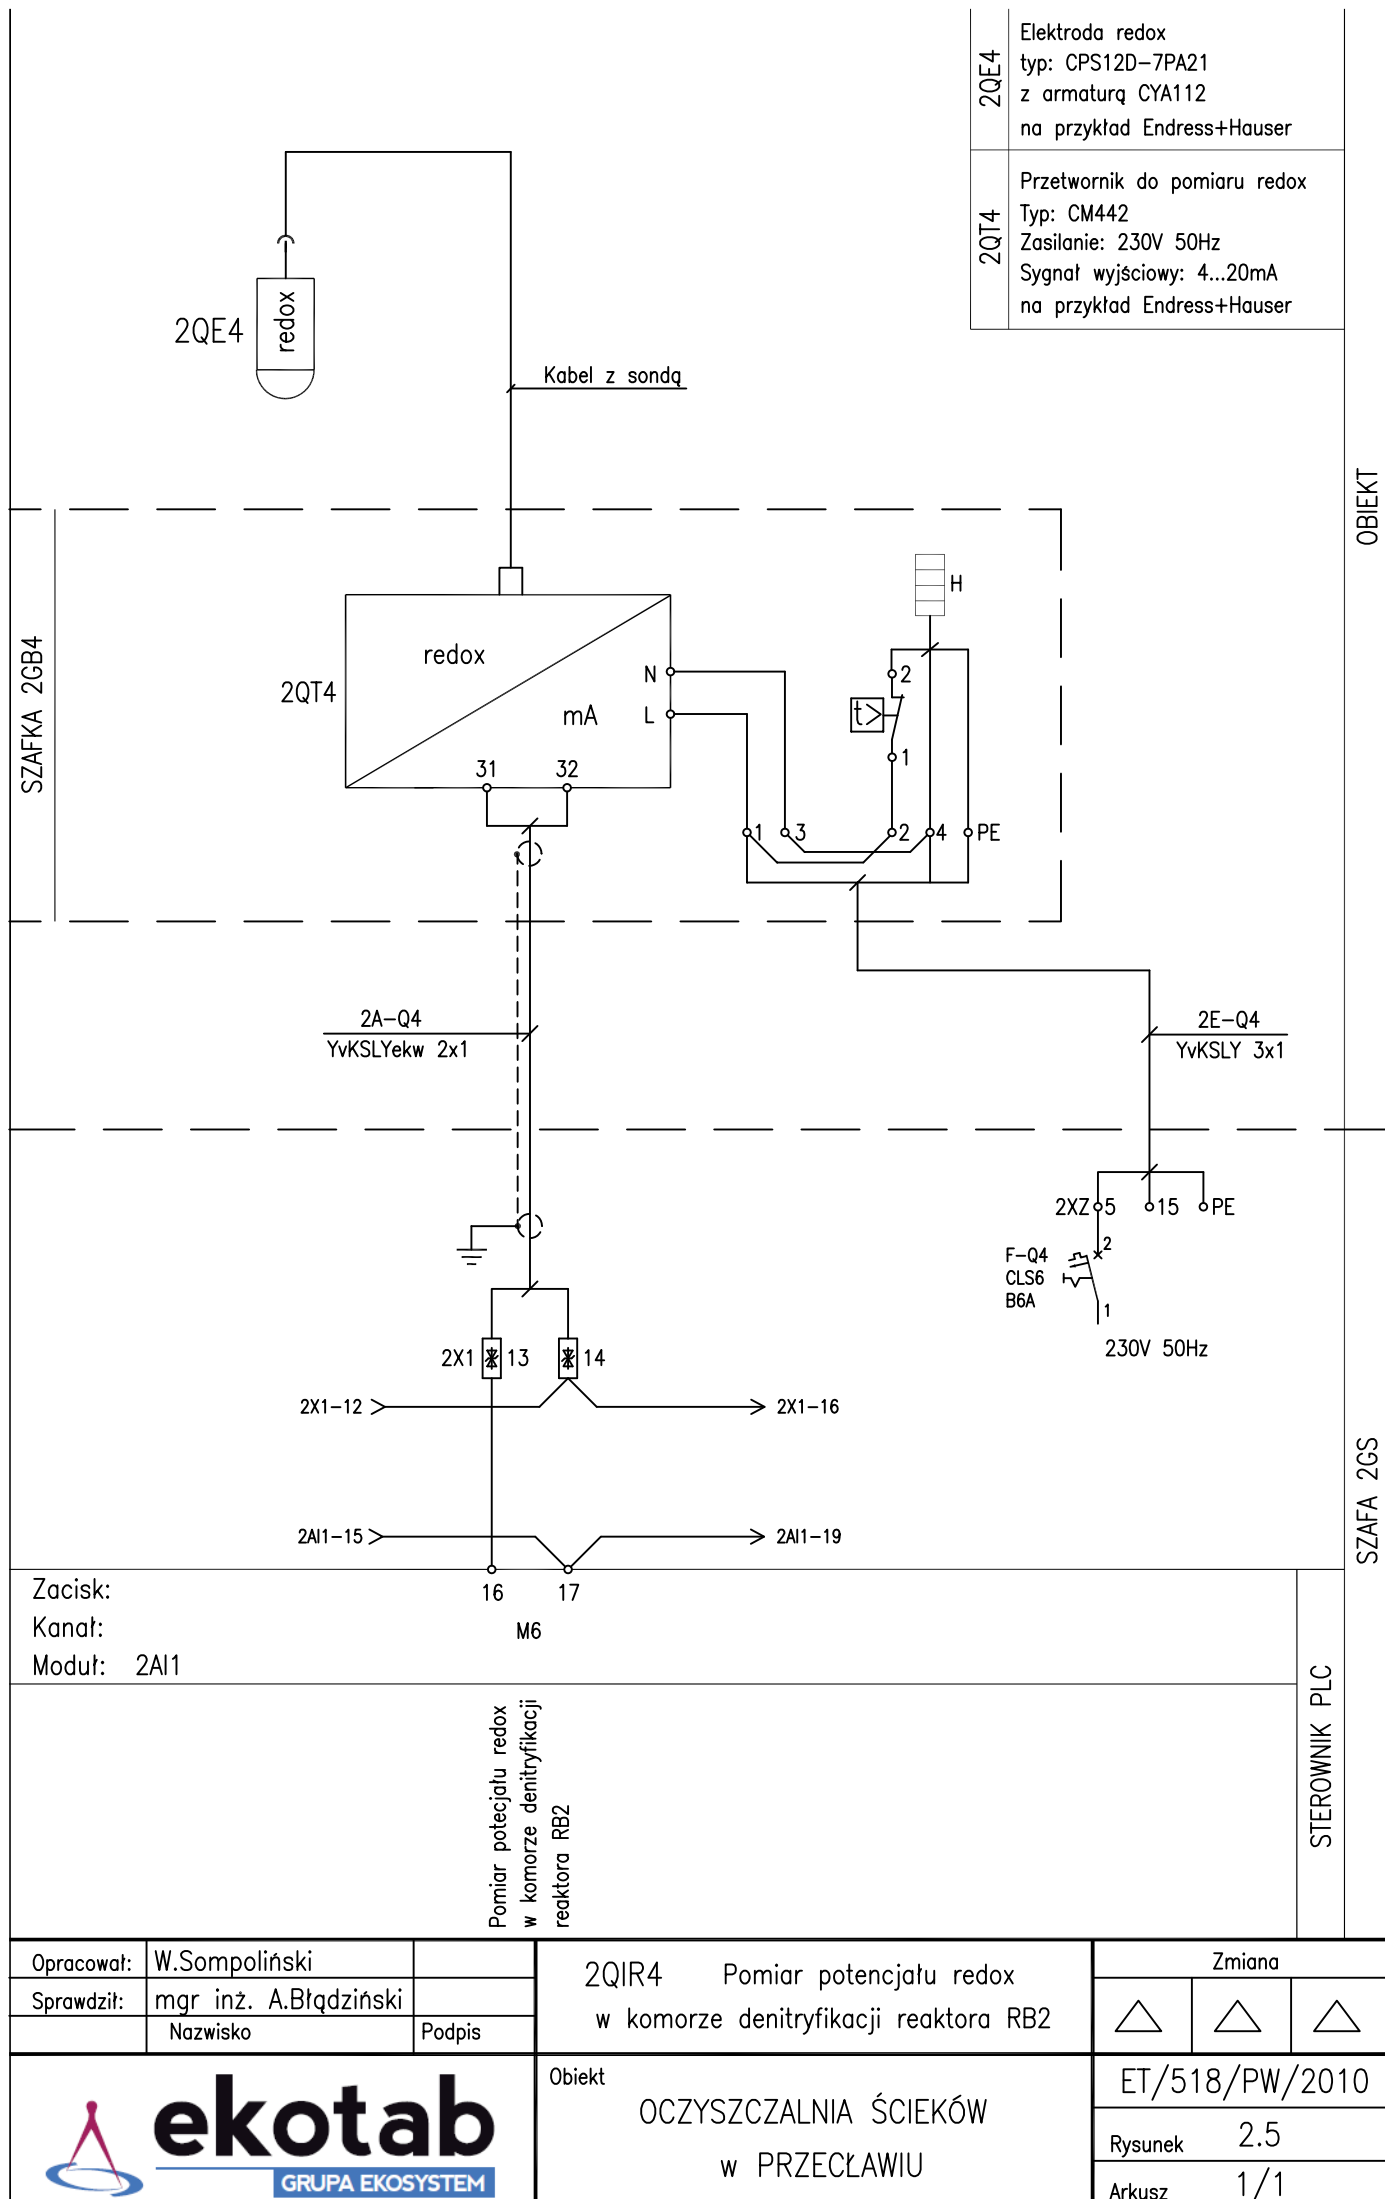 2QE4
Elektroda redox
typ: CPS12D-7PA21
z armaturą CYA112
na przykład Endress+Hauser
2QT4
Przetwornik do pomiaru redox
Typ: CM442
Zasilanie: 230V 50Hz
Sygnał wyjściowy: 4...20mA
na przykład Endress+Hauser
2QE4
redox
Kabel z sondą
OBIEKT
SZAFKA 2GB4
H
redox
2QT4
mA
N
L
31
32
2
t>
1
1
3
2
4
PE
2A-Q4
YvKSLYekw 2x1
2E-Q4
YvKSLY 3x1
2XZ
5
15
PE
F-Q4
CLS6
B6A
2
1
230V 50Hz
2X1
13
14
2X1-12
2X1-16
2AI1-15
2AI1-19
SZAFA 2GS
Zacisk:
16
17
Kanał:
M6
Moduł: 2AI1
STEROWNIK PLC
Pomiar potecjału redox
w komorze denitryfikacji
reaktora RB2
Opracował:
W.Sompoliński
Sprawdził:
mgr inż. A.Błądziński
Nazwisko
Podpis
2QIR4 Pomiar potencjału redox
w komorze denitryfikacji reaktora RB2
Zmiana
ekotab
GRUPA EKOSYSTEM
Obiekt
OCZYSZCZALNIA ŚCIEKÓW
w PRZECŁAWIU
ET/518/PW/2010
Rysunek 2.5
Arkusz 1/1